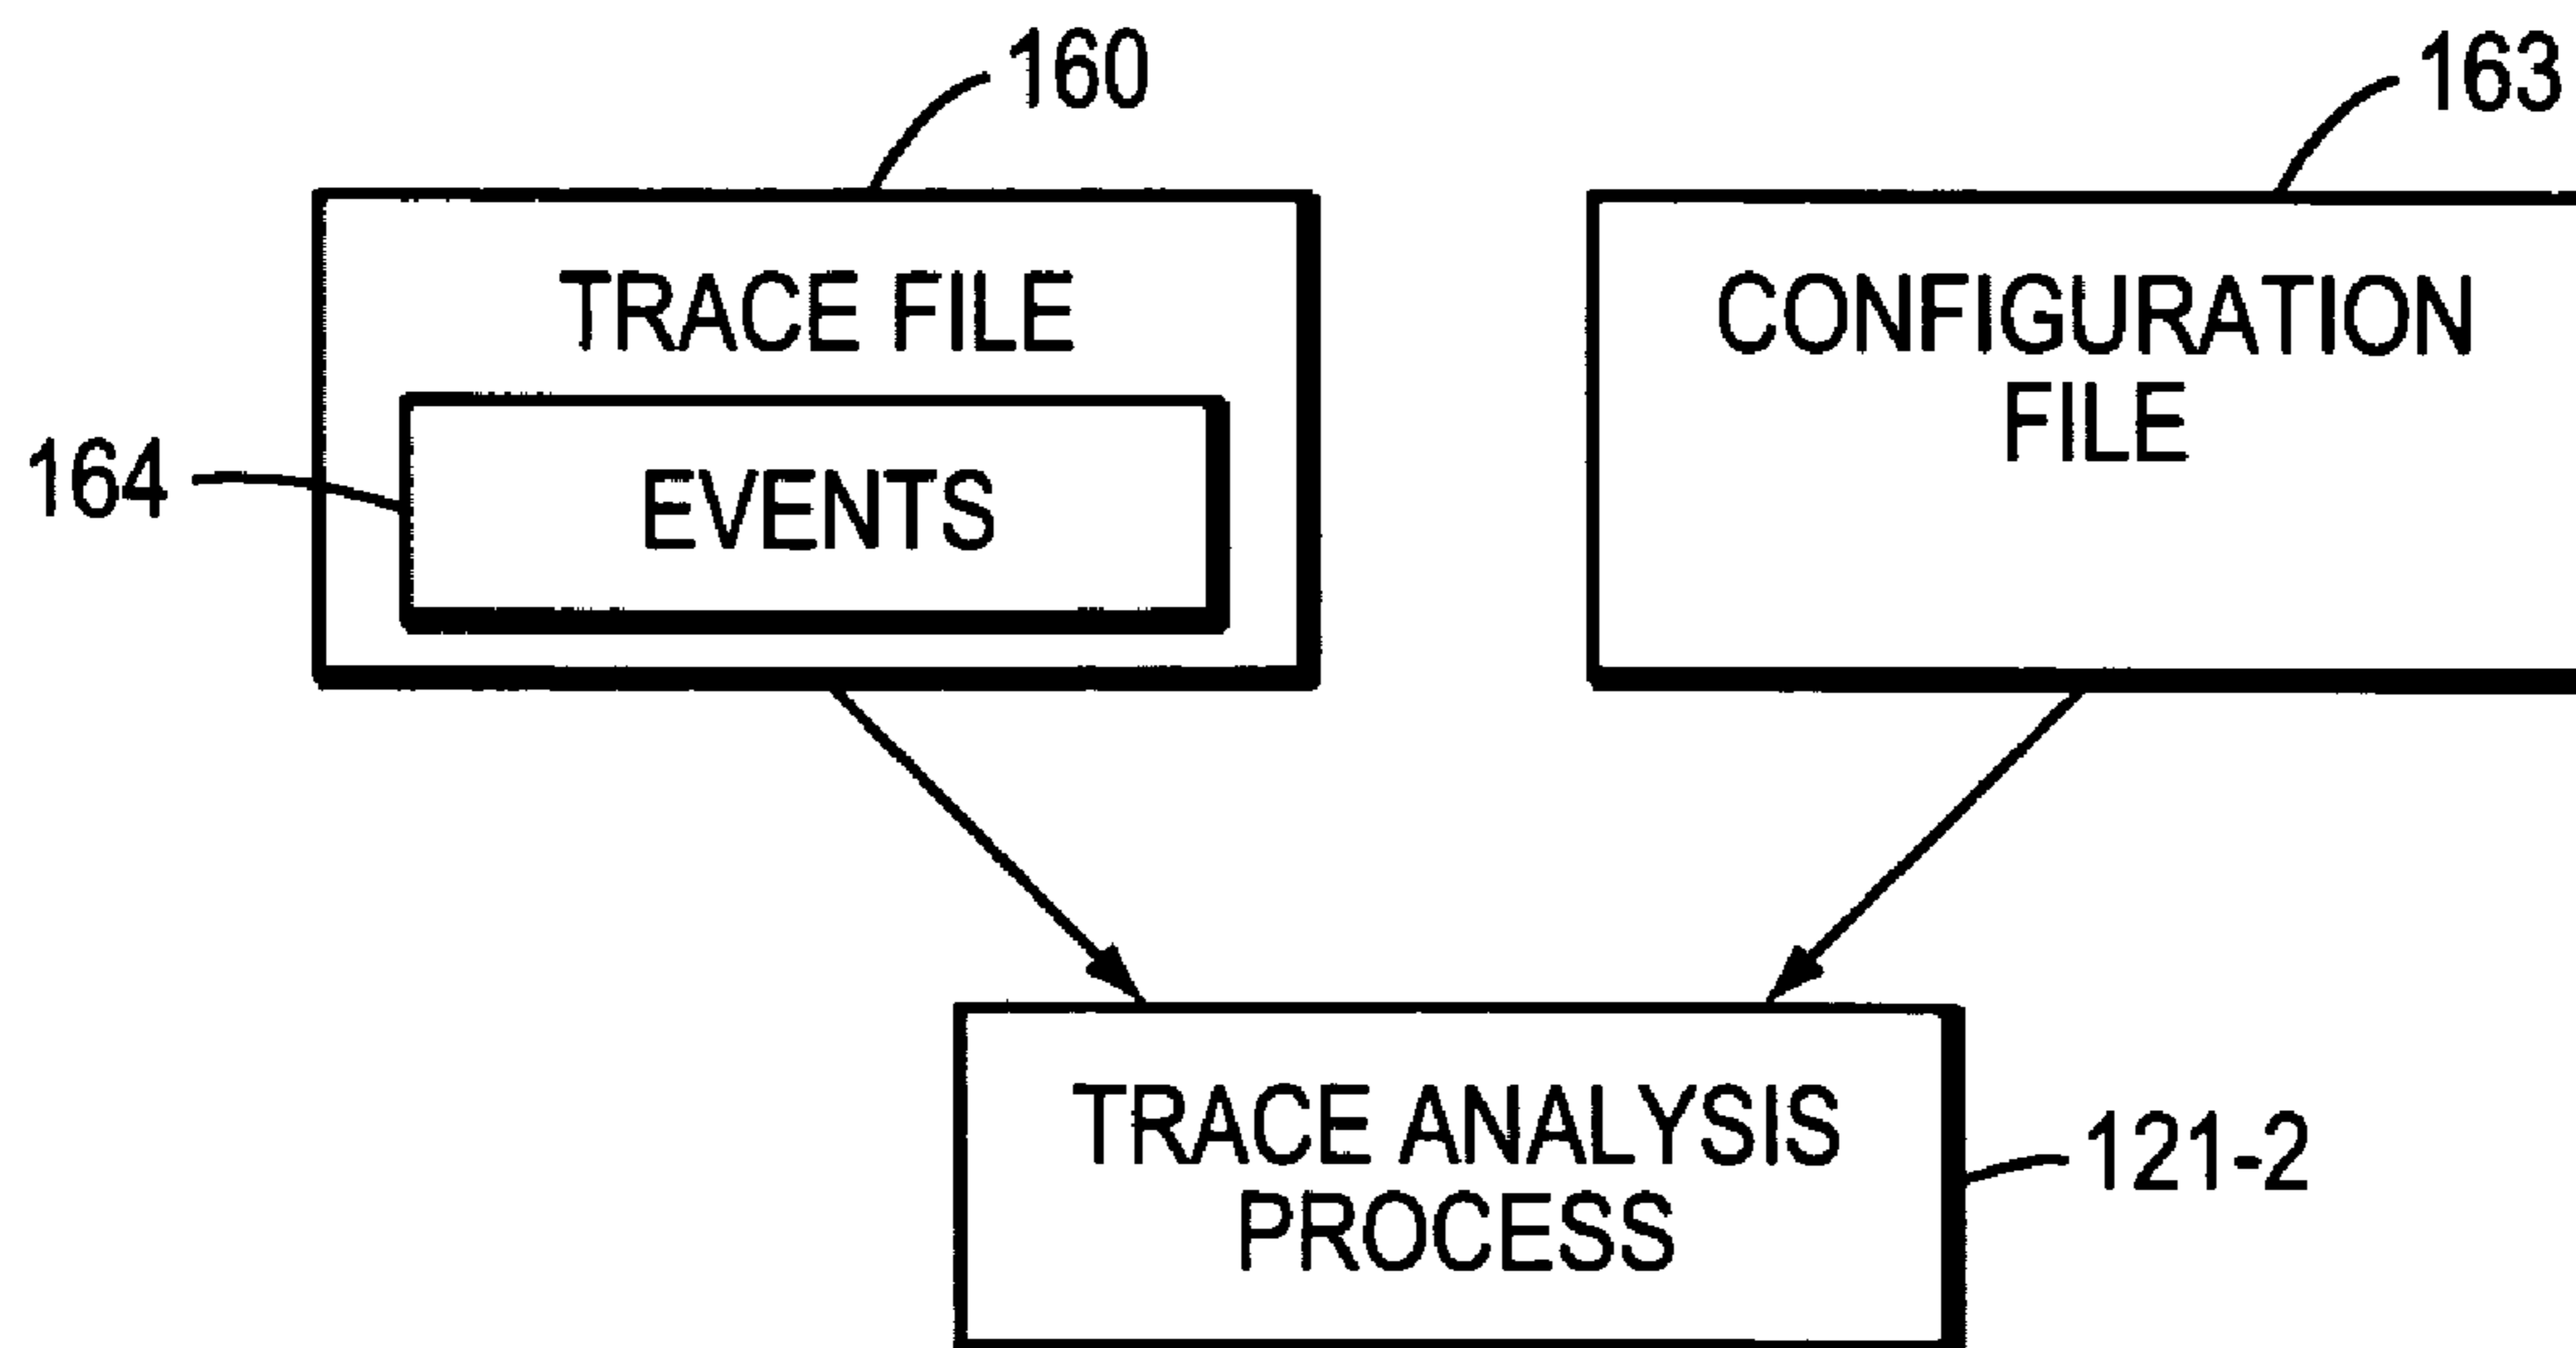 160
163
TRACE FILE
CONFIGURATION
FILE
164
EVENTS
TRACE ANALYSIS
PROCESS
121-2